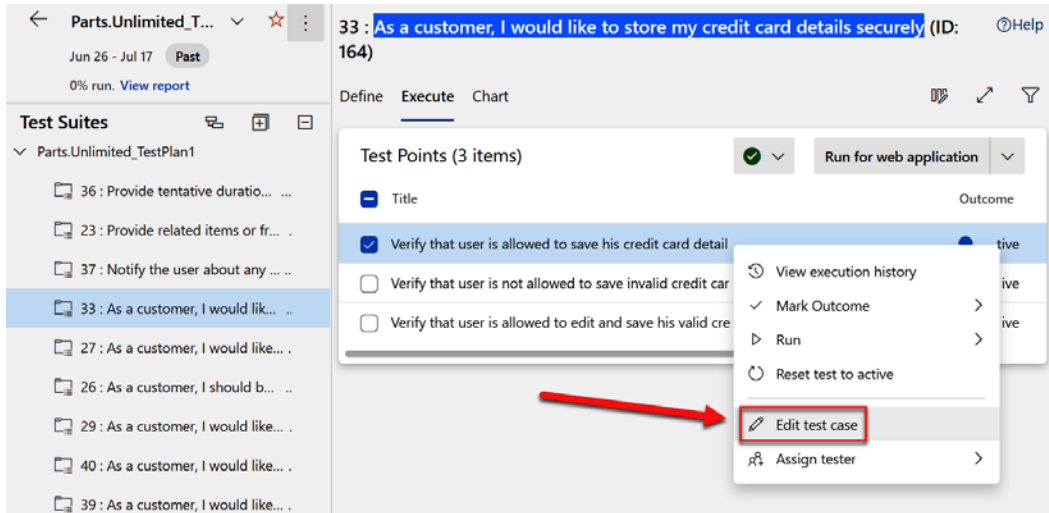 Parts.Unlimited_T...
Jun 26 - Jul 17 Past
0% run. View report
Test Suites
Parts.Unlimited_TestPlan1
36 : Provide tentative duratio... ...
23 : Provide related items or fr... .
37 : Notify the user about any ... ..
33 : As a customer, I would lik... ..
27 : As a customer, I would like... .
26 : As a customer, I should b... ..
29 : As a customer, I would like... .
40 : As a customer, I would like... .
39 : As a customer, I would like... .
33 : As a customer, I would like to store my credit card details securely (ID:
164)
Help
Define Execute Chart
Test Points (3 items)
Run for web application
Title Outcome
Verify that user is allowed to save his credit card detail tive
Verify that user is not allowed to save invalid credit car ive
Verify that user is allowed to edit and save his valid cre ive
View execution history
Mark Outcome
Run
Reset test to active
Edit test case
Assign tester